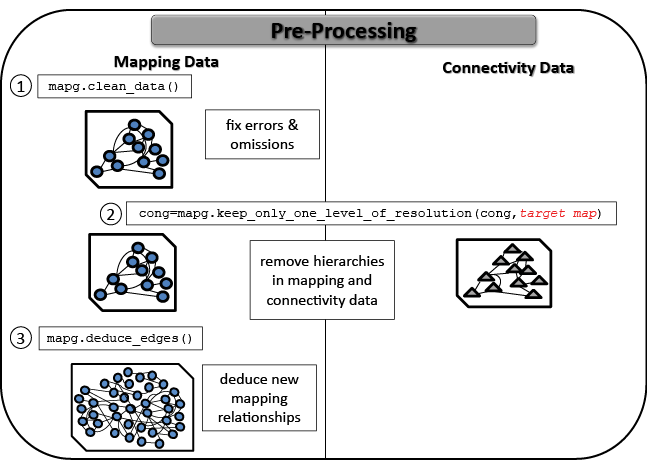 Pre-Processing
Mapping Data
Connectivity Data
1 mapg.clean_data()
fix errors &
omissions
2 cong=mapg.keep_only_one_level_of_resolution(cong,target map)
remove hierarchies
in mapping and
connectivity data
3 mapg.deduce_edges()
deduce new
mapping
relationships